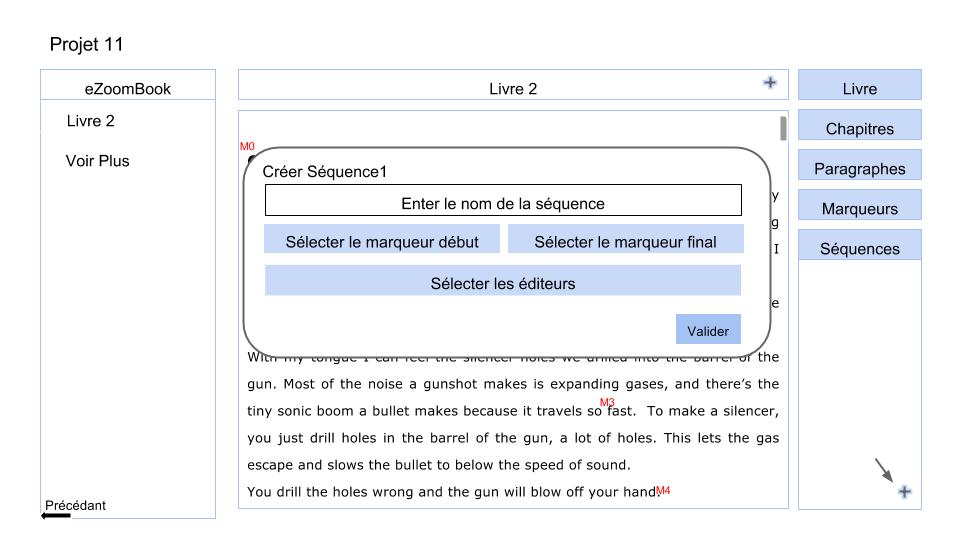 Projet 11
eZoomBook
Livre 2
Voir Plus
Précédant
Livre 2
M0
y
g
I
e
Créer Séquence1
Enter le nom de la séquence
Sélecter le marqueur début
Sélecter le marqueur final
Sélecter les éditeurs
Valider
With my tongue I can feel the silencer holes we drilled into the barrel of the
gun. Most of the noise a gunshot makes is expanding gases, and there’s the
M3
tiny sonic boom a bullet makes because it travels so fast. To make a silencer,
you just drill holes in the barrel of the gun, a lot of holes. This lets the gas
escape and slows the bullet to below the speed of sound.
You drill the holes wrong and the gun will blow off your hand. M4
Livre
Chapitres
Paragraphes
Marqueurs
Séquences